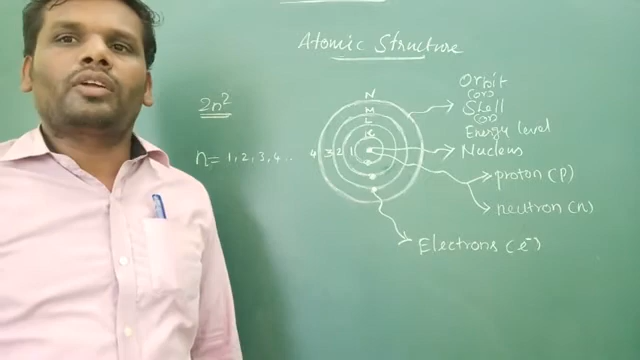 Atomic Structure
2n²
n = 1, 2, 3, 4 ..
N
M
L
K
4 3 2 1
Orbit
(or)
Shell
(or)
Energy level
Nucleus
proton (p)
neutron (n)
Electrons (e⁻)